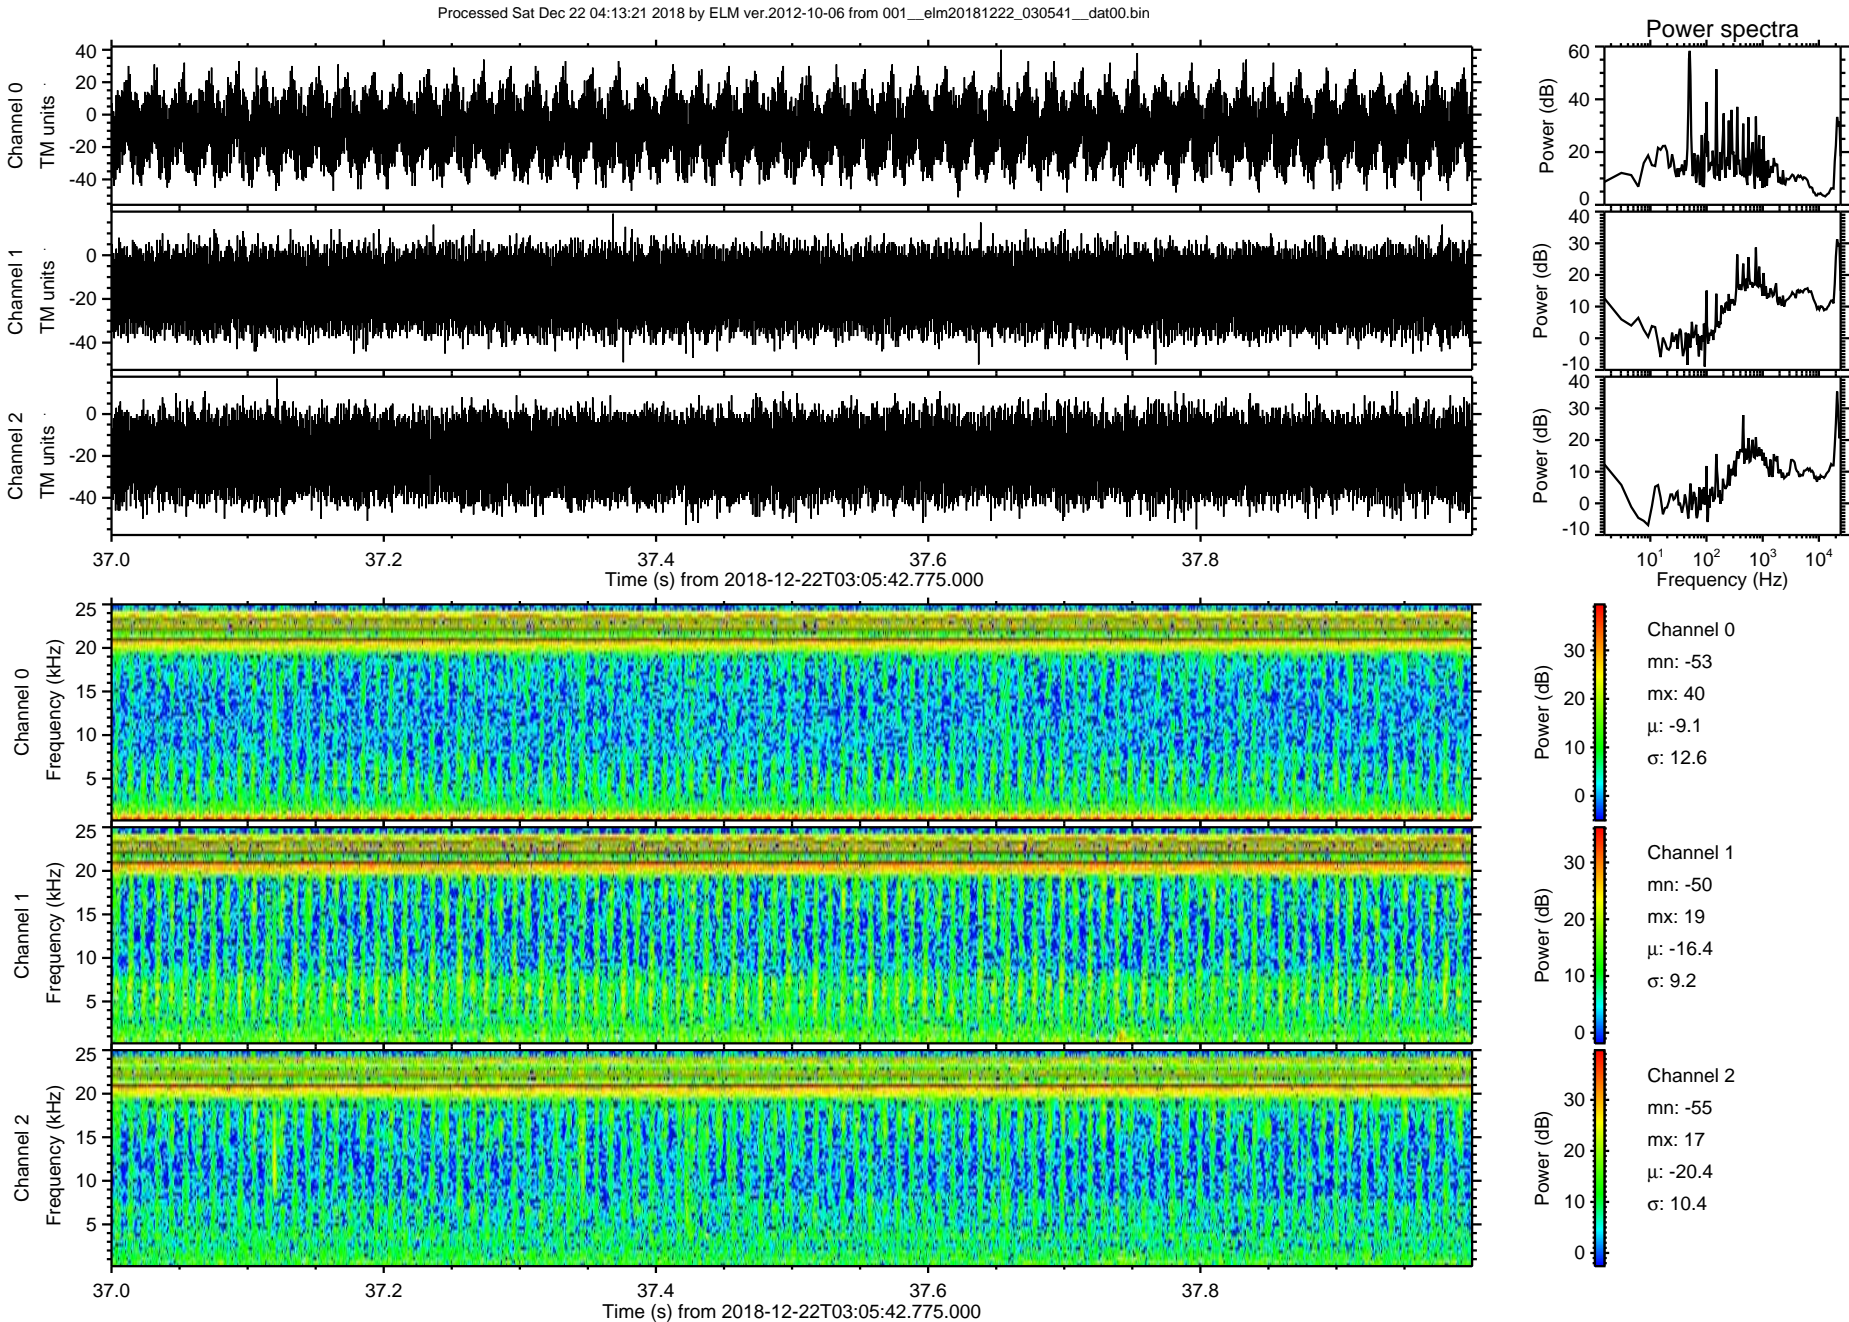 Processed Sat Dec 22 04:13:21 2018 by ELM ver.2012-10-06 from 001__elm20181222_030541__dat00.bin
Power spectra
Channel 0
TM units
40
20
0
-20
-40
Power (dB)
60
40
20
0
Channel 1
TM units
0
-20
-40
Power (dB)
40
30
20
10
0
-10
Channel 2
TM units
0
-20
-40
Power (dB)
40
30
20
10
0
-10
37.0 37.2 37.4 37.6 37.8
Time (s) from 2018-12-22T03:05:42.775.000
10^1 10^2 10^3 10^4
Frequency (Hz)
Channel 0
Frequency (kHz)
25
20
15
10
5
Power (dB)
30
20
10
0
Channel 0
mn: -53
mx: 40
μ: -9.1
σ: 12.6
Channel 1
Frequency (kHz)
25
20
15
10
5
Power (dB)
30
20
10
0
Channel 1
mn: -50
mx: 19
μ: -16.4
σ: 9.2
Channel 2
Frequency (kHz)
25
20
15
10
5
Power (dB)
30
20
10
0
Channel 2
mn: -55
mx: 17
μ: -20.4
σ: 10.4
37.0 37.2 37.4 37.6 37.8
Time (s) from 2018-12-22T03:05:42.775.000